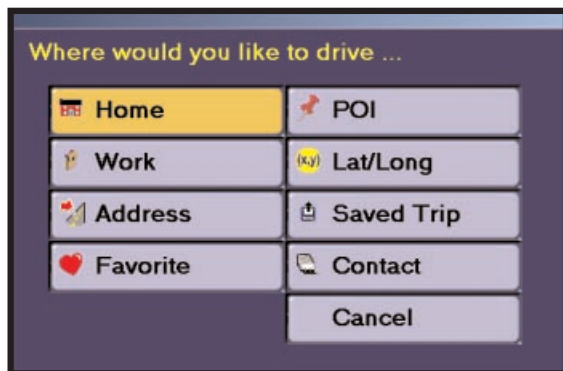 Where would you like to drive ...
Home
POI
Work
(x,y) Lat/Long
Address
Saved Trip
Favorite
Contact
Cancel